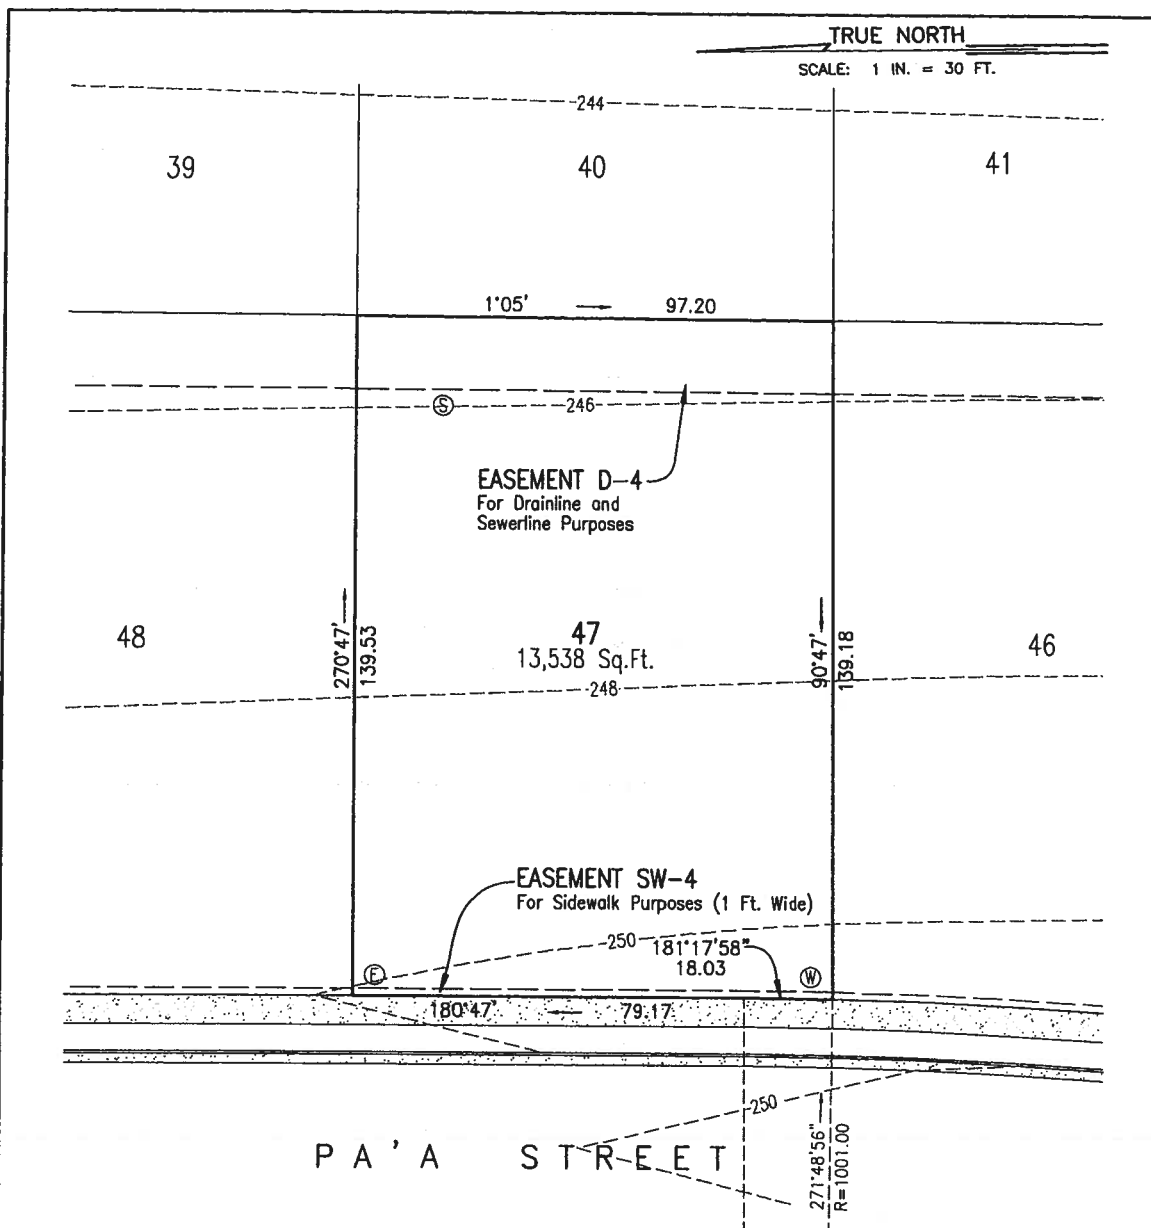 TRUE NORTH
SCALE: 1 IN. = 30 FT.
244
39
40
41
1°05'
97.20
S
246
EASEMENT D-4
For Drainline and
Sewerline Purposes
48
270°47'
139.53
47
13,538 Sq.Ft.
90°47'
139.18
46
248
EASEMENT SW-4
For Sidewalk Purposes (1 Ft. Wide)
250
181°17'58"
18.03
E
W
180°47'
79.17
250
271°48'56"
R=1001.00
PA'A STREET